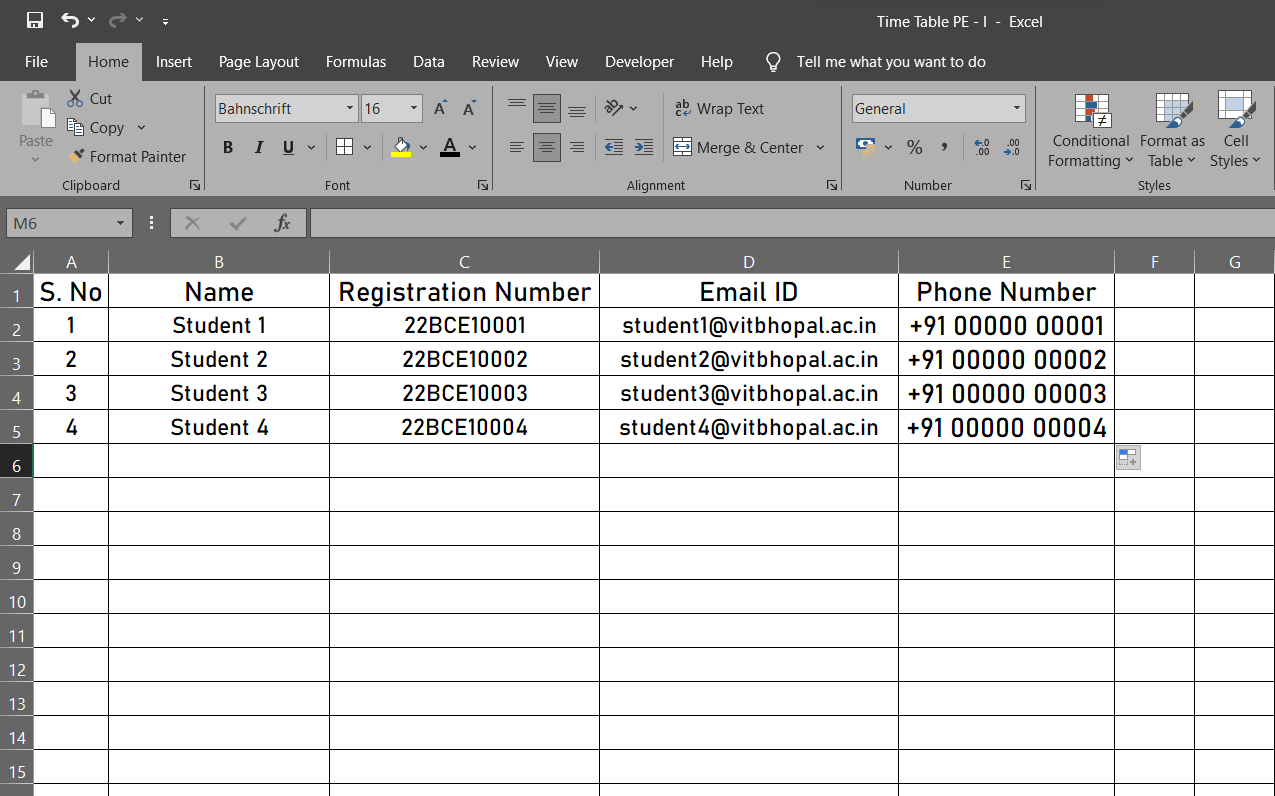 Time Table PE - I - Excel
File Home Insert Page Layout Formulas Data Review View Developer Help Tell me what you want to do
Paste
Cut
Copy
Format Painter
Clipboard
Bahnschrift 16
B I U A
Font
ab Wrap Text
Merge & Center
Alignment
General
% ,
Number
Conditional Formatting
Format as Table
Cell Styles
Styles
M6 fx
A B C D E F G
1 S. No Name Registration Number Email ID Phone Number
2 1 Student 1 22BCE10001 student1@vitbhopal.ac.in +91 00000 00001
3 2 Student 2 22BCE10002 student2@vitbhopal.ac.in +91 00000 00002
4 3 Student 3 22BCE10003 student3@vitbhopal.ac.in +91 00000 00003
5 4 Student 4 22BCE10004 student4@vitbhopal.ac.in +91 00000 00004
6
7
8
9
10
11
12
13
14
15